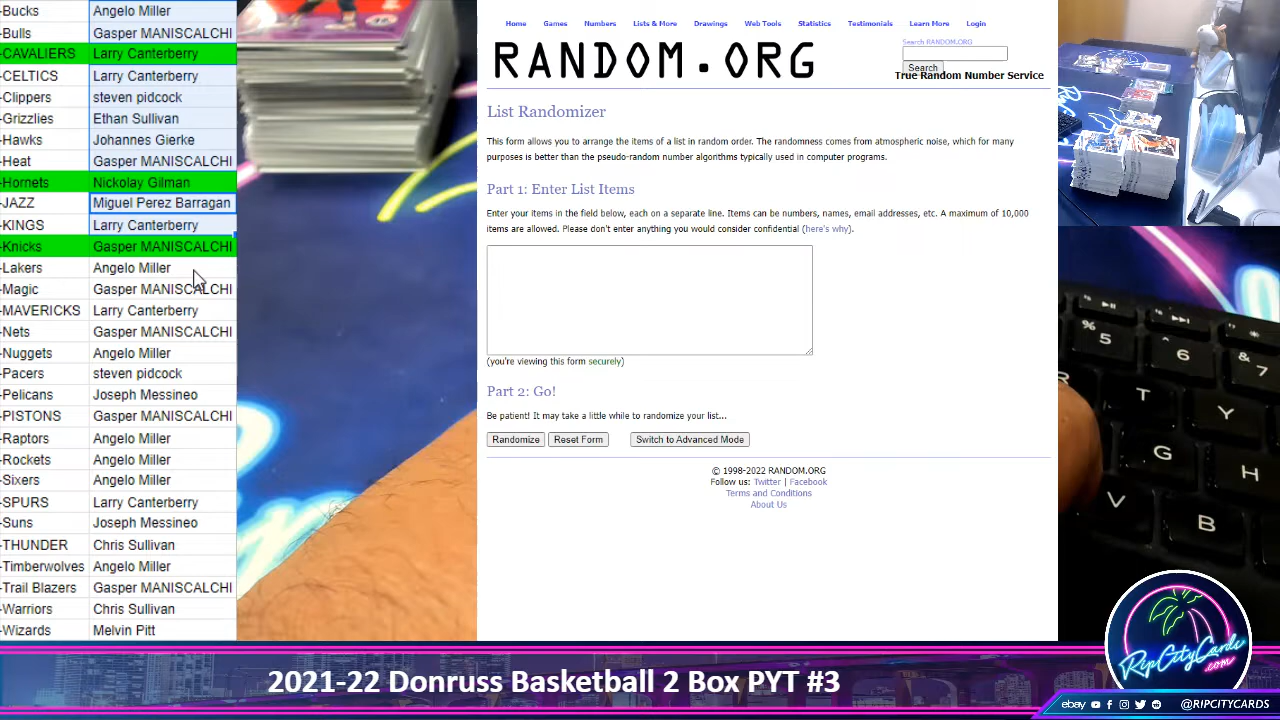 -Bucks Angelo Miller
-Bulls Gasper MANISCALCHI
-CAVALIERS Larry Canterberry
-CELTICS Larry Canterberry
-Clippers steven pidcock
-Grizzlies Ethan Sullivan
-Hawks Johannes Gierke
-Heat Gasper MANISCALCHI
-Hornets Nickolay Gilman
-JAZZ Miguel Perez Barragan
-KINGS Larry Canterberry
-Knicks Gasper MANISCALCHI
-Lakers Angelo Miller
-Magic Gasper MANISCALCHI
-MAVERICKS Larry Canterberry
-Nets Gasper MANISCALCHI
-Nuggets Angelo Miller
-Pacers steven pidcock
-Pelicans Joseph Messineo
-PISTONS Gasper MANISCALCHI
-Raptors Angelo Miller
-Rockets Angelo Miller
-Sixers Angelo Miller
-SPURS Larry Canterberry
-Suns Joseph Messineo
-THUNDER Chris Sullivan
-Timberwolves Angelo Miller
-Trail Blazers Gasper MANISCALCHI
-Warriors Chris Sullivan
-Wizards Melvin Pitt
Home Games Numbers Lists & More Drawings Web Tools Statistics Testimonials Learn More Login
RANDOM.ORG
Search RANDOM.ORG
Search
True Random Number Service
List Randomizer
This form allows you to arrange the items of a list in random order. The randomness comes from atmospheric noise, which for many
purposes is better than the pseudo-random number algorithms typically used in computer programs.
Part 1: Enter List Items
Enter your items in the field below, each on a separate line. Items can be numbers, names, email addresses, etc. A maximum of 10,000
items are allowed. Please don't enter anything you would consider confidential (here's why).
(you're viewing this form securely)
Part 2: Go!
Be patient! It may take a little while to randomize your list...
Randomize Reset Form Switch to Advanced Mode
© 1998-2022 RANDOM.ORG
Follow us: Twitter | Facebook
Terms and Conditions
About Us
% 5
^ 6
& 7
R T Y
G H
V B
RipCityCards
.com
2021-22 Donruss Basketball 2 Box PYT #3
ebay @RIPCITYCARDS